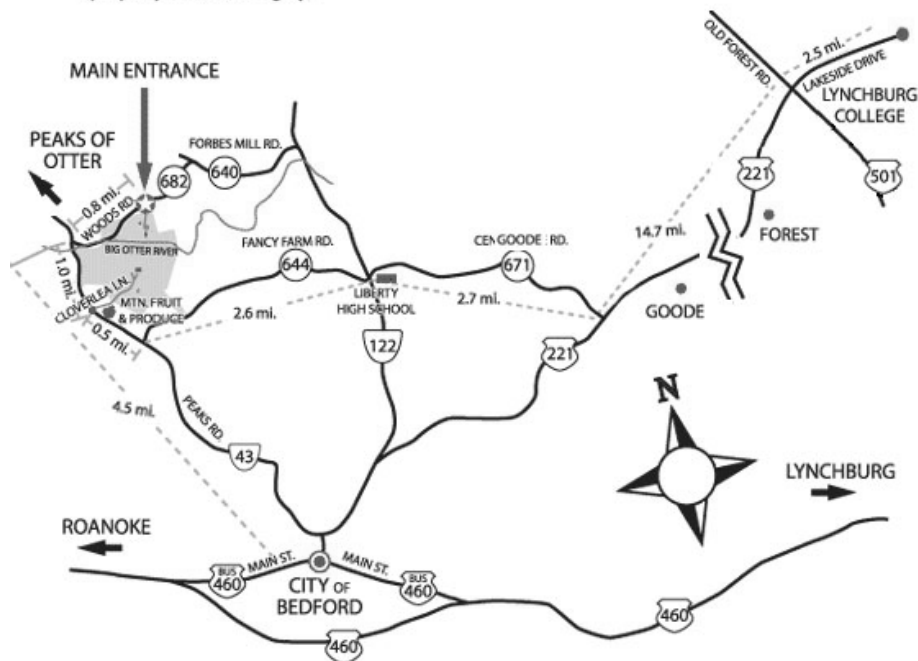 MAIN ENTRANCE
PEAKS OF
OTTER
0.8 mi.
WOODS RD.
682
640
FORBES MILL RD.
BIG OTTER RIVER
1.0 mi.
CLOVERLEA LN.
MTN. FRUIT
& PRODUCE
0.5 mi.
FANCY FARM RD.
644
2.6 mi.
LIBERTY
HIGH SCHOOL
122
GOODE
RD.
671
2.7 mi.
14.7 mi.
OLD FOREST RD.
2.5 mi.
LAKESIDE DRIVE
LYNCHBURG
COLLEGE
221
501
FOREST
GOODE
221
4.5 mi.
PEAKS RD.
43
N
LYNCHBURG
ROANOKE
BUS
460
MAIN ST.
MAIN ST.
BUS
460
CITY OF
BEDFORD
460
460